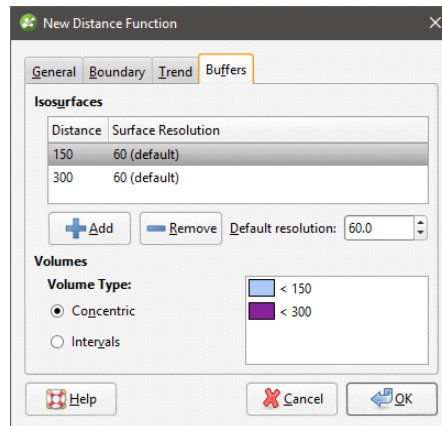 New Distance Function
General Boundary Trend Buffers
Isosurfaces
Distance Surface Resolution
150 60 (default)
300 60 (default)
Add Remove Default resolution: 60.0
Volumes
Volume Type:
Concentric
Intervals
< 150
< 300
Help Cancel OK